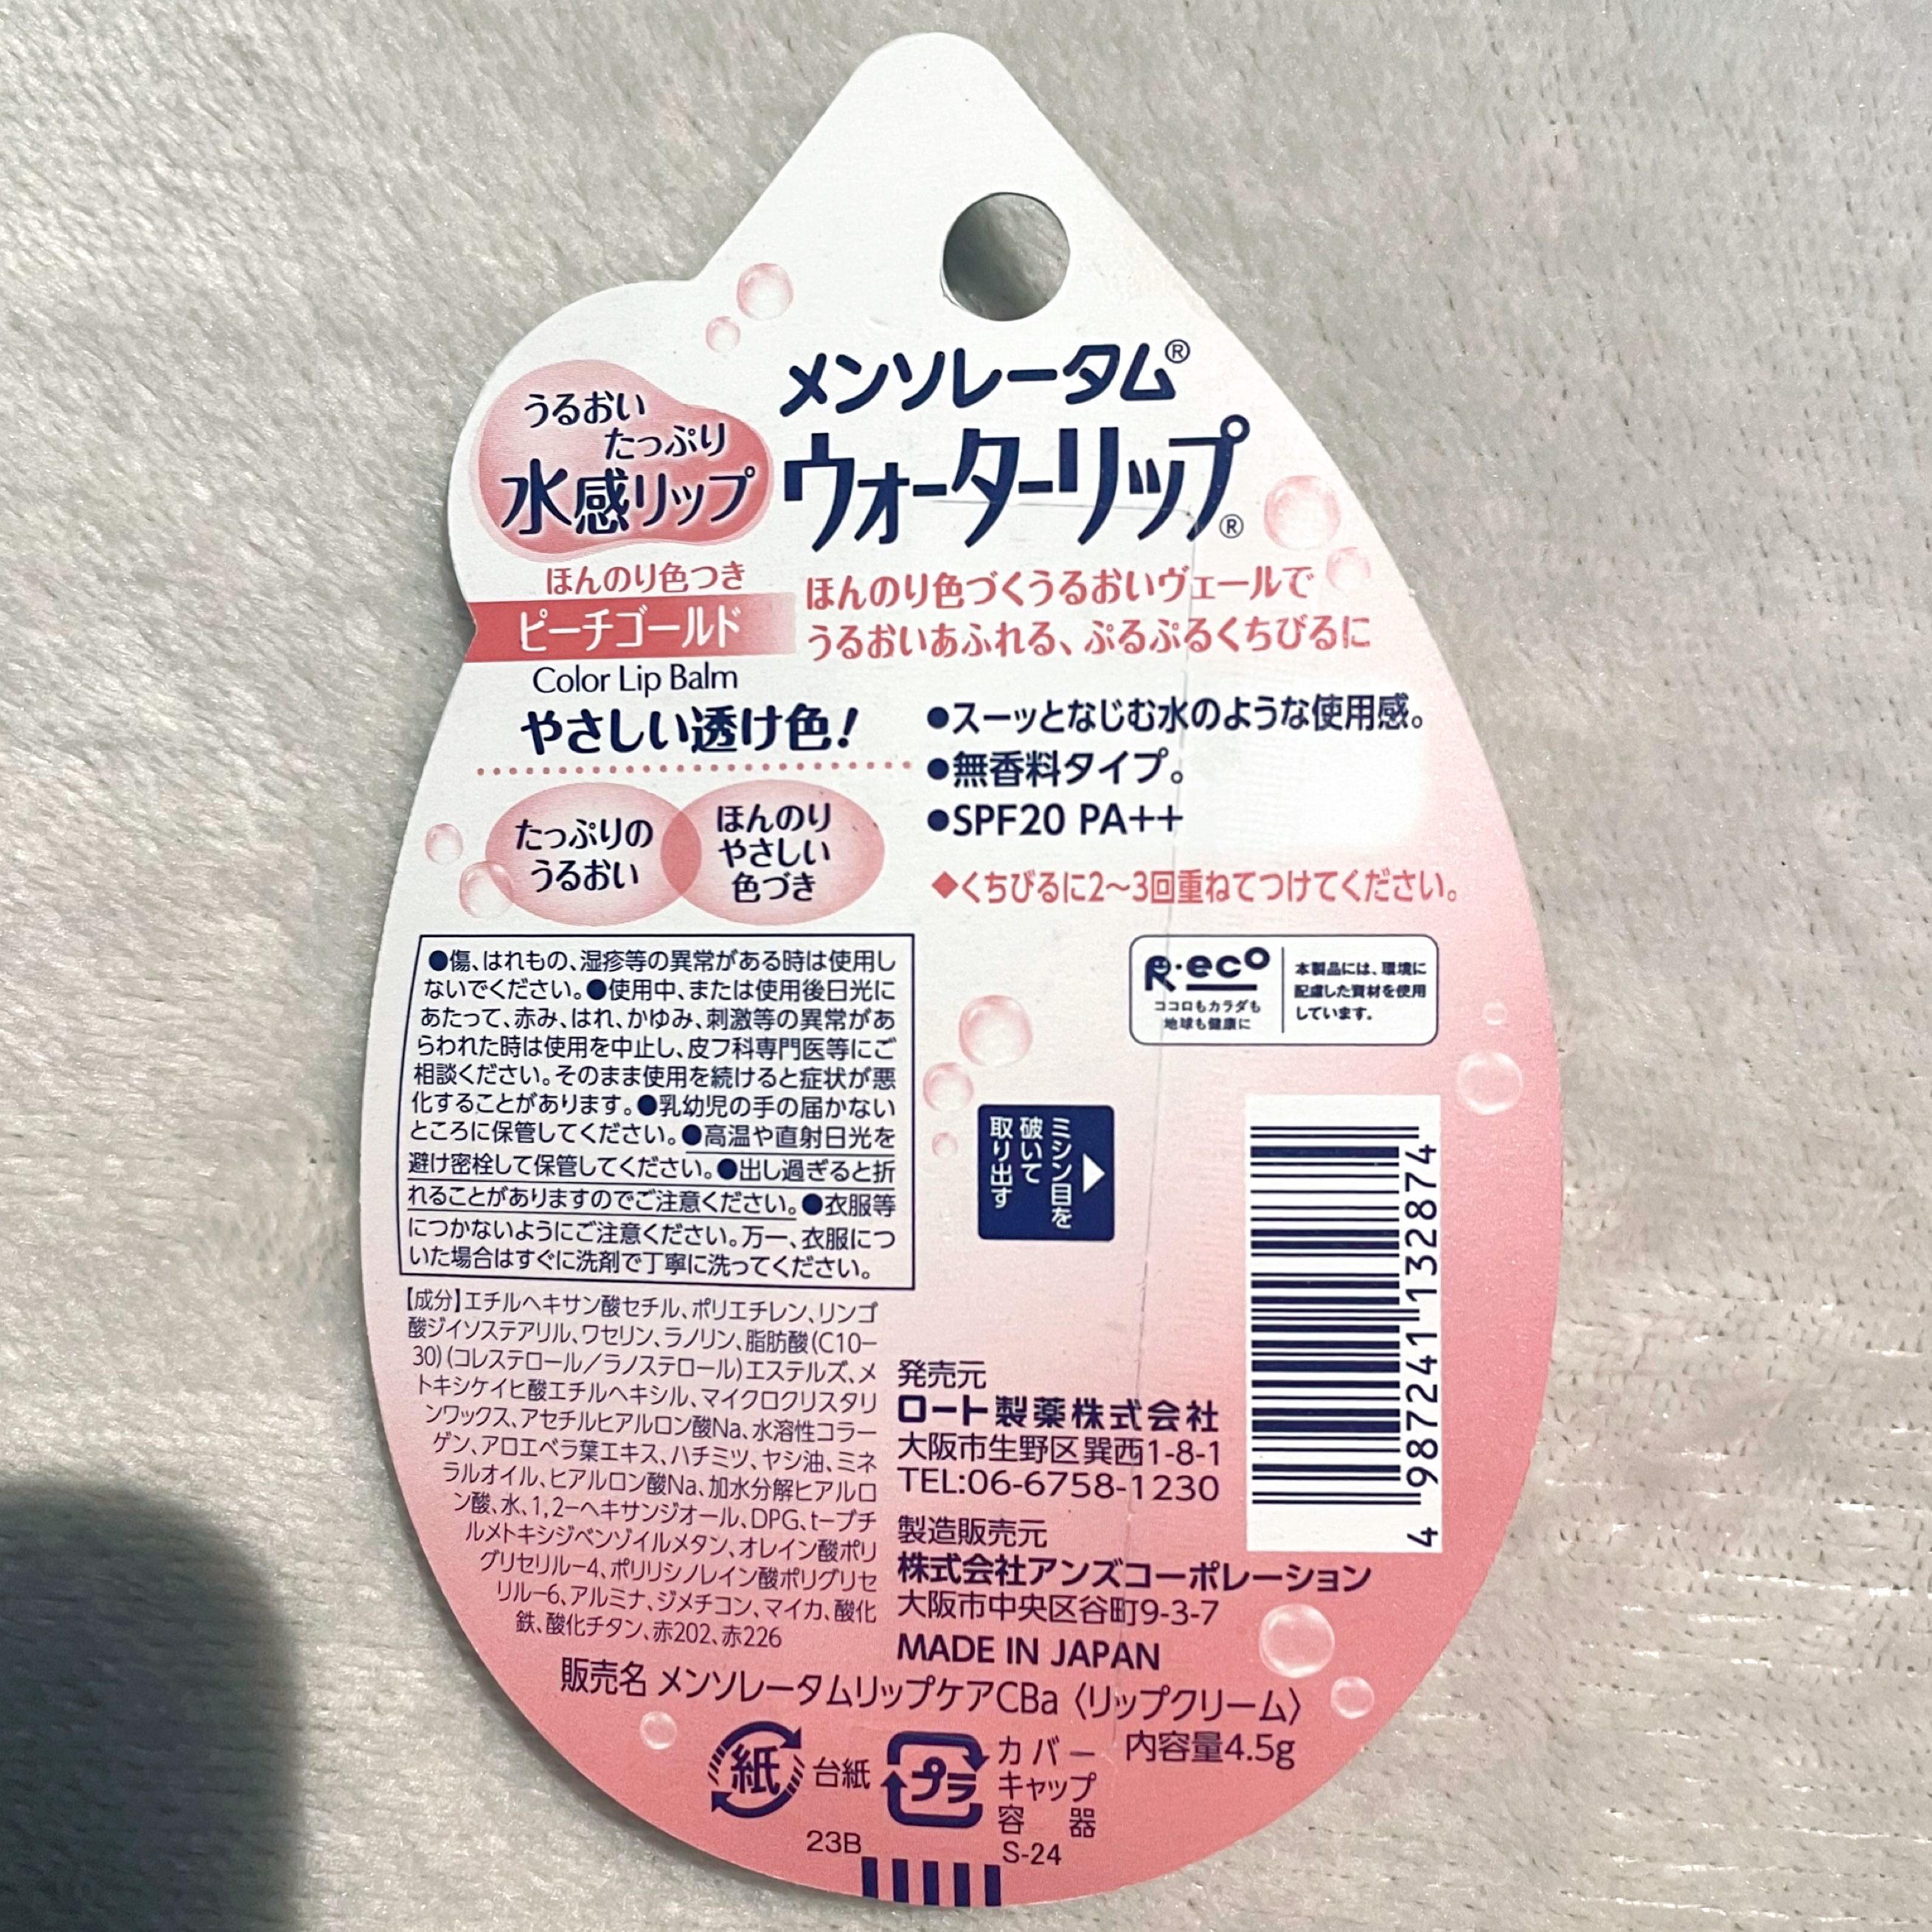 メンソレータム®
ウォーターリップ®
うるおい
たっぷり
水感リップ
ほんのり色つき
ピーチゴールド
Color Lip Balm
やさしい透け色!
たっぷりの
うるおい
ほんのり
やさしい
色づき
ほんのり色づくうるおいヴェールで
うるおいあふれる、ぷるぷるくちびるに
●スーッとなじむ水のような使用感。
●無香料タイプ。
●SPF20 PA++
◆くちびるに2〜3回重ねてつけてください。
●傷、はれもの、湿疹等の異常がある時は使用し
ないでください。●使用中、または使用後日光に
あたって、赤み、はれ、かゆみ、刺激等の異常があ
らわれた時は使用を中止し、皮フ科専門医等にご
相談ください。そのまま使用を続けると症状が悪
化することがあります。●乳幼児の手の届かない
ところに保管してください。●高温や直射日光を
避け密栓して保管してください。●出し過ぎると折
れることがありますのでご注意ください。●衣服等
につかないようにご注意ください。万一、衣服につ
いた場合はすぐに洗剤で丁寧に洗ってください。
R・eco
ココロもカラダも
地球も健康に
本製品には、環境に
配慮した資材を使用
しています。
ミシン目を
破いて
取り出す
【成分】エチルヘキサン酸セチル、ポリエチレン、リンゴ
酸ジイソステアリル、ワセリン、ラノリン、脂肪酸(C10−
30)(コレステロール/ラノステロール)エステルズ、メ
トキシケイヒ酸エチルヘキシル、マイクロクリスタリ
ンワックス、アセチルヒアルロン酸Na、水溶性コラー
ゲン、アロエベラ葉エキス、ハチミツ、ヤシ油、ミネ
ラルオイル、ヒアルロン酸Na、加水分解ヒアルロ
ン酸、水、1,2−ヘキサンジオール、DPG、t−ブチ
ルメトキシジベンゾイルメタン、オレイン酸ポリ
グリセリル−4、ポリリシノレイン酸ポリグリセ
リル−6、アルミナ、ジメチコン、マイカ、酸化
鉄、酸化チタン、赤202、赤226
発売元
ロート製薬株式会社
大阪市生野区巽西1-8-1
TEL:06-6758-1230
製造販売元
株式会社アンズコーポレーション
大阪市中央区谷町9-3-7
MADE IN JAPAN
4 987241 132874
販売名 メンソレータムリップケアCBa〈リップクリーム〉
内容量4.5g
紙
台紙
プラ
カバー
キャップ
容器
23B
S-24